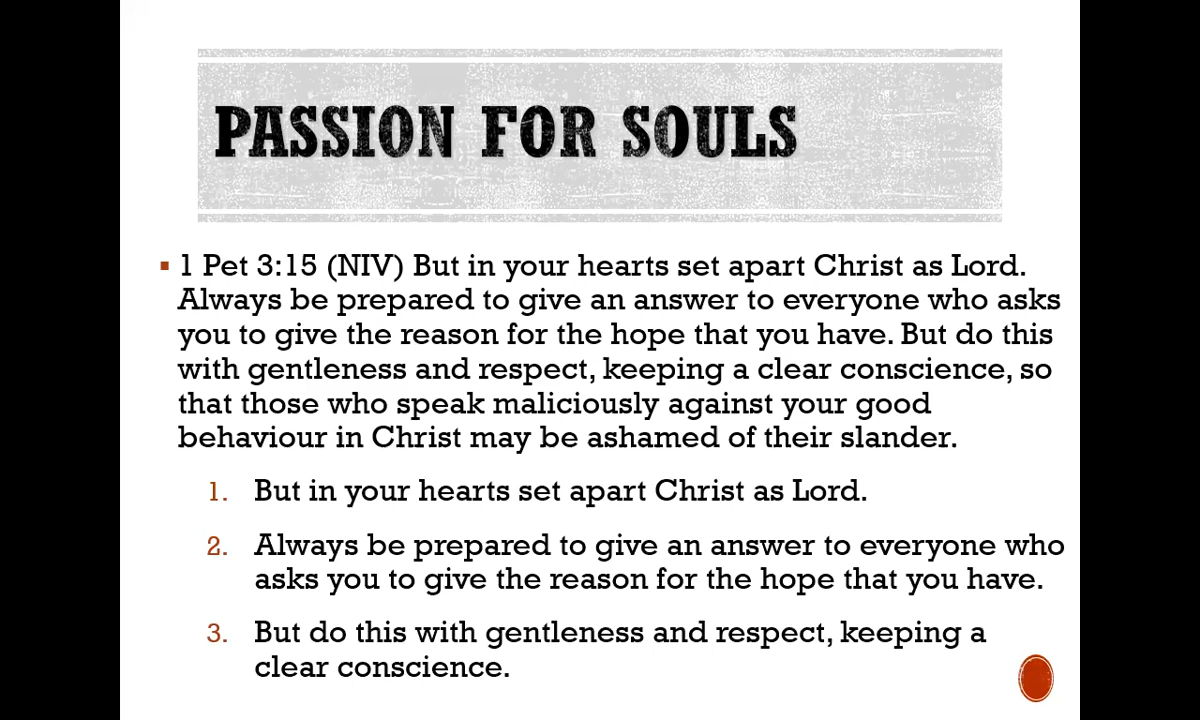 PASSION FOR SOULS
▪ 1 Pet 3:15 (NIV) But in your hearts set apart Christ as Lord.
Always be prepared to give an answer to everyone who asks
you to give the reason for the hope that you have. But do this
with gentleness and respect, keeping a clear conscience, so
that those who speak maliciously against your good
behaviour in Christ may be ashamed of their slander.
1. But in your hearts set apart Christ as Lord.
2. Always be prepared to give an answer to everyone who
asks you to give the reason for the hope that you have.
3. But do this with gentleness and respect, keeping a
clear conscience.